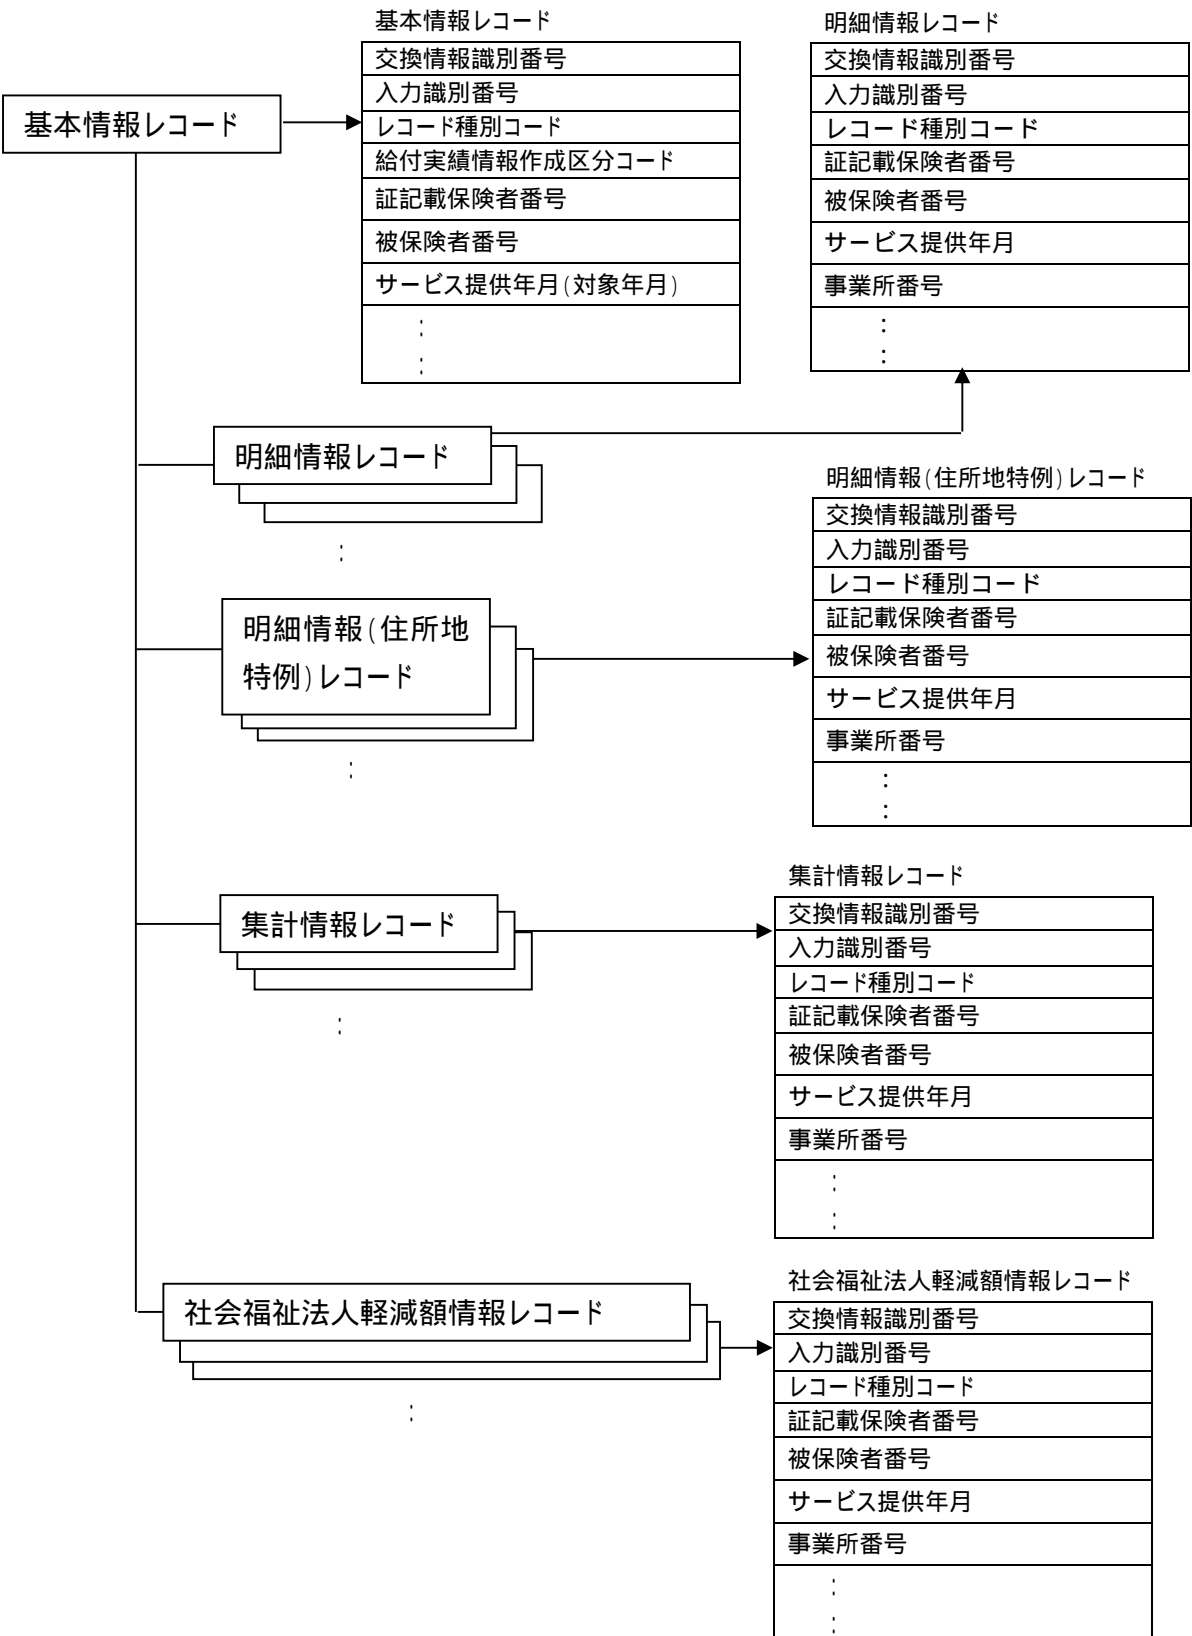 基本情報レコード
基本情報レコード
交換情報識別番号
入力識別番号
レコード種別コード
給付実績情報作成区分コード
証記載保険者番号
被保険者番号
サービス提供年月(対象年月)
:
:
明細情報レコード
交換情報識別番号
入力識別番号
レコード種別コード
証記載保険者番号
被保険者番号
サービス提供年月
事業所番号
:
:
明細情報レコード
:
明細情報(住所地
特例)レコード
:
明細情報(住所地特例)レコード
交換情報識別番号
入力識別番号
レコード種別コード
証記載保険者番号
被保険者番号
サービス提供年月
事業所番号
:
:
集計情報レコード
:
集計情報レコード
交換情報識別番号
入力識別番号
レコード種別コード
証記載保険者番号
被保険者番号
サービス提供年月
事業所番号
:
:
社会福祉法人軽減額情報レコード
:
社会福祉法人軽減額情報レコード
交換情報識別番号
入力識別番号
レコード種別コード
証記載保険者番号
被保険者番号
サービス提供年月
事業所番号
:
: